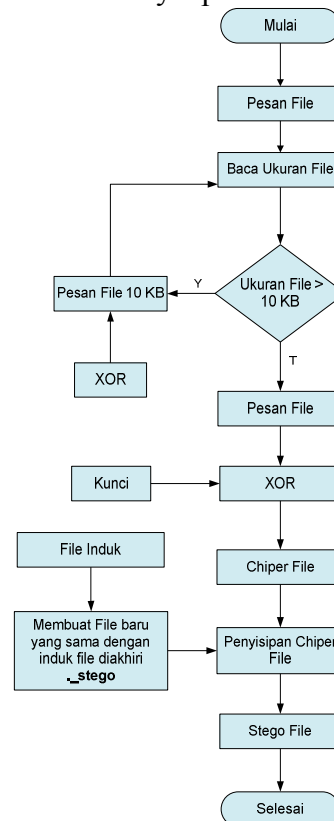 Mulai
Pesan File
Baca Ukuran File
Ukuran File >
10 KB
Y
Pesan File 10 KB
XOR
T
Pesan File
Kunci
XOR
File Induk
Chiper File
Membuat File baru
yang sama dengan
induk file diakhiri
._stego
Penyisipan Chiper
File
Stego File
Selesai